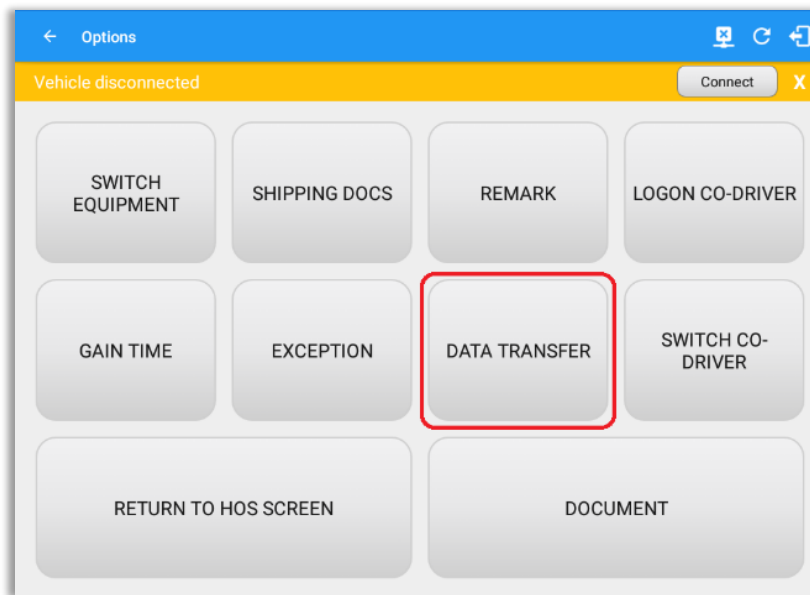 Options
Vehicle disconnected
Connect
X
SWITCH
EQUIPMENT
SHIPPING DOCS
REMARK
LOGON CO-DRIVER
GAIN TIME
EXCEPTION
DATA TRANSFER
SWITCH CO-
DRIVER
RETURN TO HOS SCREEN
DOCUMENT